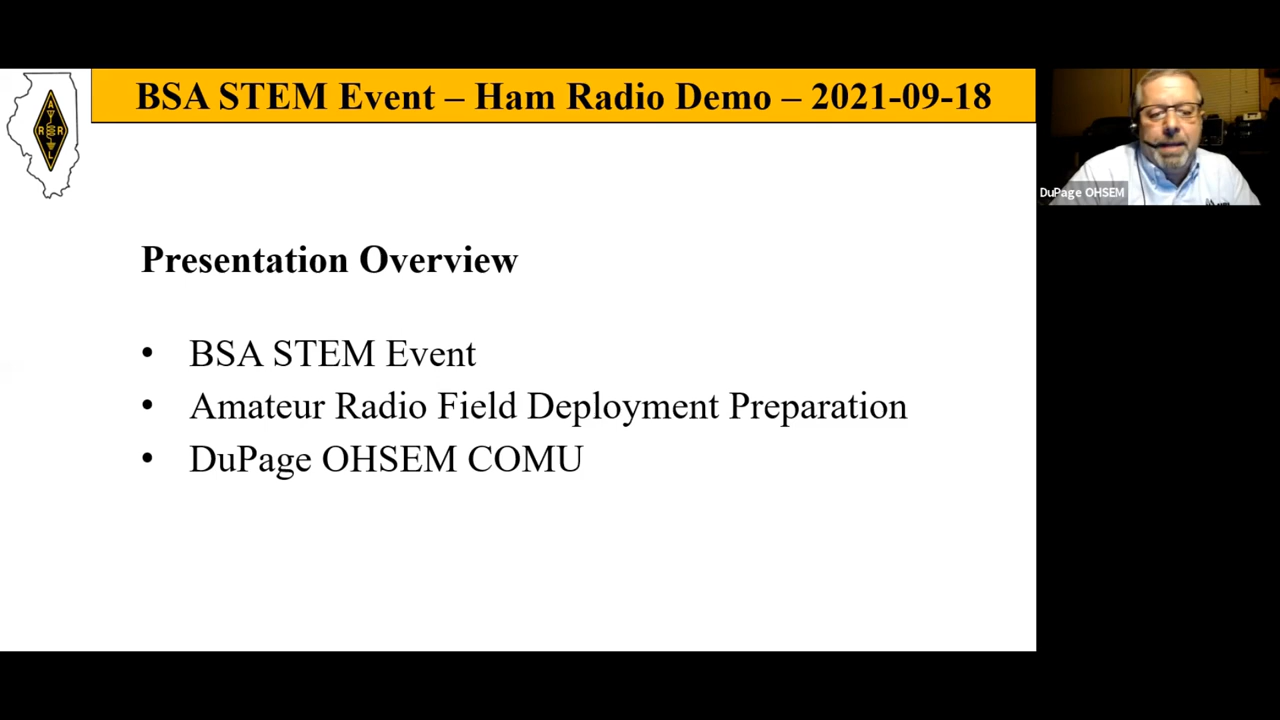 BSA STEM Event – Ham Radio Demo – 2021-09-18
A
R R
L
Presentation Overview
• BSA STEM Event
• Amateur Radio Field Deployment Preparation
• DuPage OHSEM COMU
DuPage OHSEM